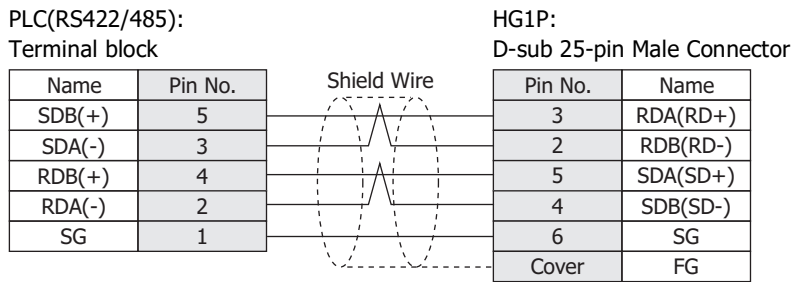 PLC(RS422/485): HG1P:
Terminal block D-sub 25-pin Male Connector
Name Pin No. Shield Wire Pin No. Name
SDB(+) 5 3 RDA(RD+)
SDA(-) 3 2 RDB(RD-)
RDB(+) 4 5 SDA(SD+)
RDA(-) 2 4 SDB(SD-)
SG 1 6 SG
Cover FG